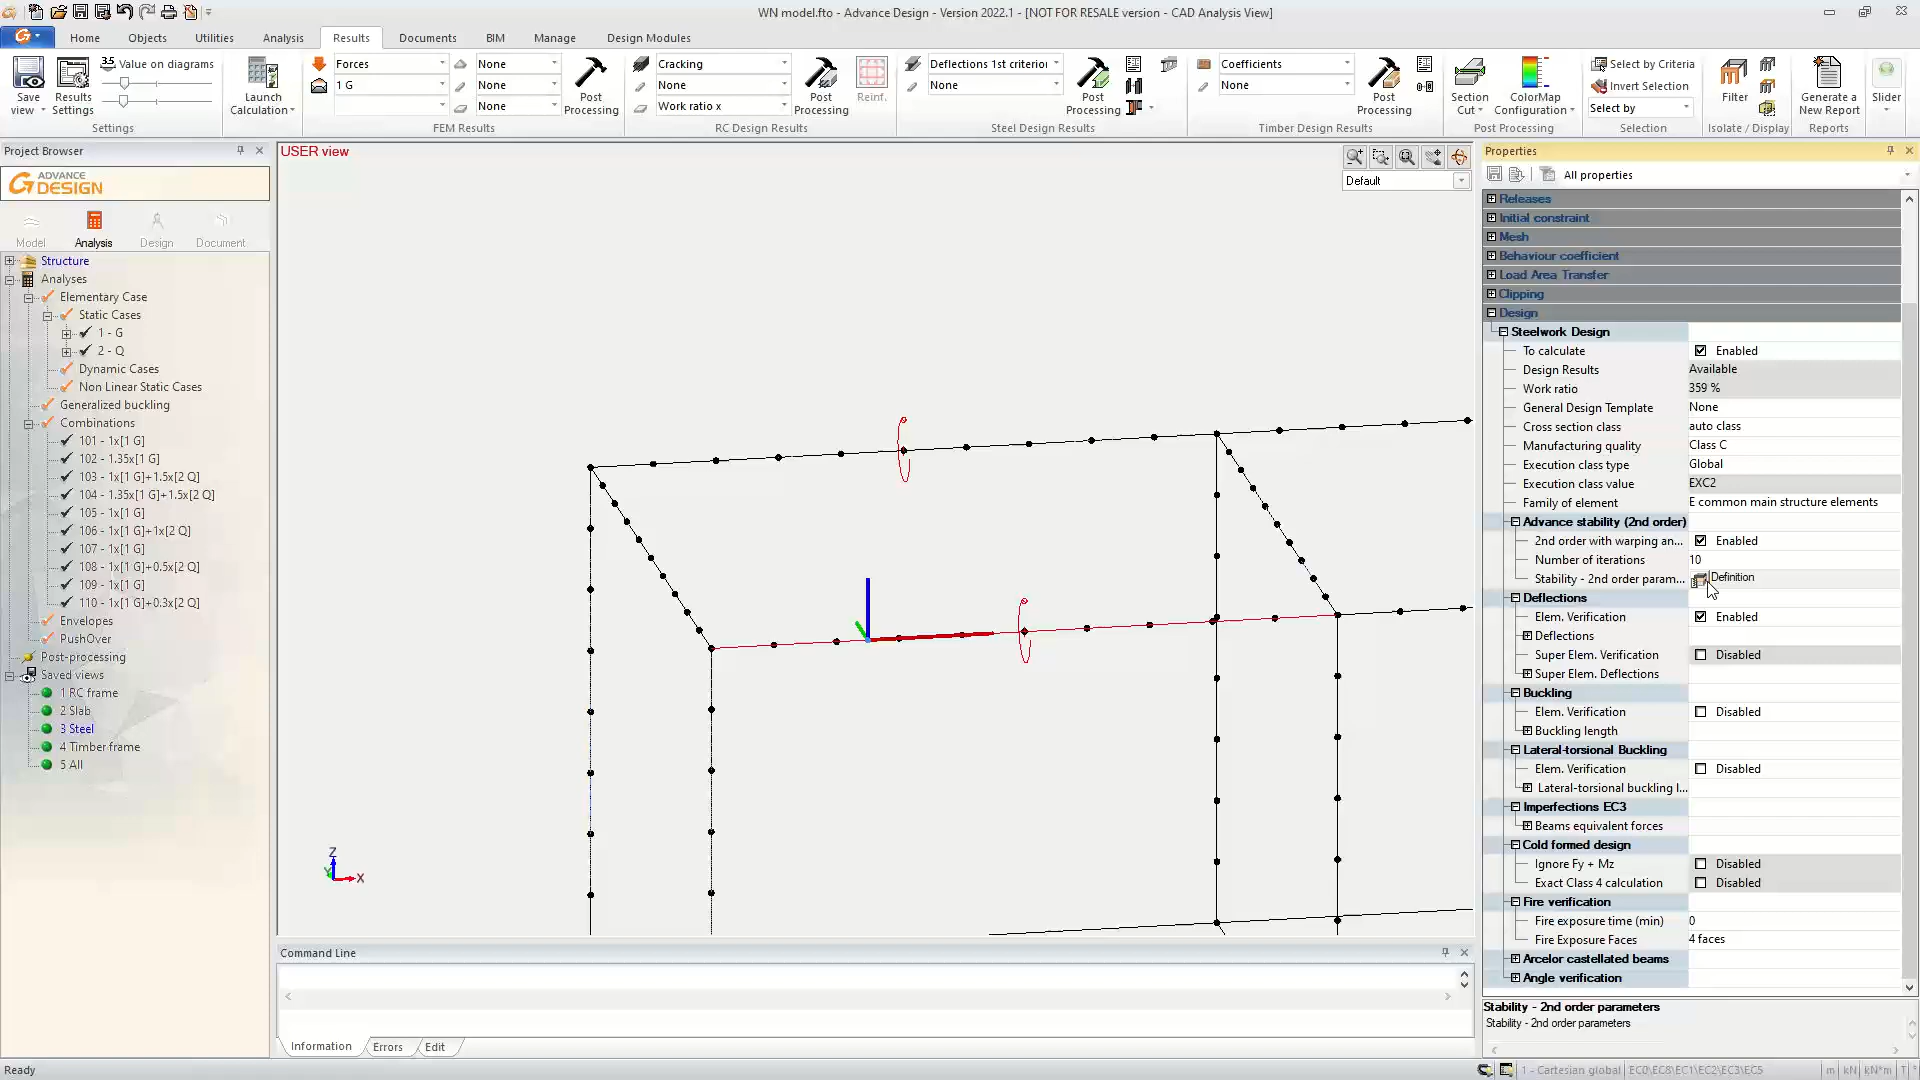 WN model.fto - Advance Design - Version 2022.1 - [NOT FOR RESALE version - CAD Analysis View]
Home Objects Utilities Analysis Results Documents BIM Manage Design Modules
Save view
Results Settings
3.5 Value on diagrams
Settings
Launch Calculation
Forces
1 G
None
None
None
Post Processing
FEM Results
Cracking
None
Work ratio x
Post Processing
Reinf.
RC Design Results
Deflections 1st criterion
None
Post Processing
Steel Design Results
Coefficients
None
Post Processing
Timber Design Results
Section Cut
ColorMap Configuration
Post Processing
Select by Criteria
Invert Selection
Select by
Selection
Filter
Isolate / Display
Generate a New Report
Reports
Slider
Project Browser
ADVANCE DESIGN
Model Analysis Design Document
Structure
Analyses
Elementary Case
Static Cases
1 - G
2 - Q
Dynamic Cases
Non Linear Static Cases
Generalized buckling
Combinations
101 - 1x[1 G]
102 - 1.35x[1 G]
103 - 1x[1 G]+1.5x[2 Q]
104 - 1.35x[1 G]+1.5x[2 Q]
105 - 1x[1 G]
106 - 1x[1 G]+1x[2 Q]
107 - 1x[1 G]
108 - 1x[1 G]+0.5x[2 Q]
109 - 1x[1 G]
110 - 1x[1 G]+0.3x[2 Q]
Envelopes
PushOver
Post-processing
Saved views
1 RC frame
2 Slab
3 Steel
4 Timber frame
5 All
USER view
Default
Z
Y
X
Command Line
Information Errors Edit
Properties
All properties
Releases
Initial constraint
Mesh
Behaviour coefficient
Load Area Transfer
Clipping
Design
Steelwork Design
To calculate Enabled
Design Results Available
Work ratio 359 %
General Design Template None
Cross section class auto class
Manufacturing quality Class C
Execution class type Global
Execution class value EXC2
Family of element E common main structure elements
Advance stability (2nd order)
2nd order with warping an... Enabled
Number of iterations 10
Stability - 2nd order param... Definition
Deflections
Elem. Verification Enabled
Deflections
Super Elem. Verification Disabled
Super Elem. Deflections
Buckling
Elem. Verification Disabled
Buckling length
Lateral-torsional Buckling
Elem. Verification Disabled
Lateral-torsional buckling l...
Imperfections EC3
Beams equivalent forces
Cold formed design
Ignore Fy + Mz Disabled
Exact Class 4 calculation Disabled
Fire verification
Fire exposure time (min) 0
Fire Exposure Faces 4 faces
Arcelor castellated beams
Angle verification
Stability - 2nd order parameters
Stability - 2nd order parameters
Ready
1 - Cartesian global EC0\EC8\EC1\EC2\EC3\EC5 m kN kN*m T °